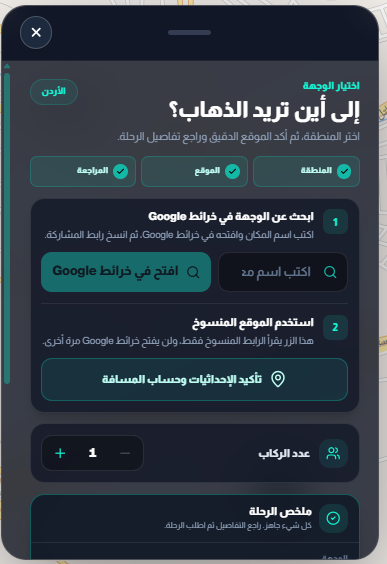 اختيار الوجهة
الأردن
إلى أين تريد الذهاب؟
اختر المنطقة، ثم أكد الموقع الدقيق وراجع تفاصيل الرحلة.
المنطقة
الموقع
المراجعة
1
ابحث عن الوجهة في خرائط Google
اكتب اسم المكان وافتحه في خرائط Google، ثم انسخ رابط المشاركة.
اكتب اسم
افتح في خرائط Google
2
استخدم الموقع المنسوخ
هذا الزر يقرأ الرابط المنسوخ فقط، ولن يفتح خرائط Google مرة أخرى.
تأكيد الإحداثيات وحساب المسافة
عدد الركاب
1
ملخص الرحلة
كل شيء جاهز. راجع التفاصيل ثم اطلب الرحلة.
الوجهة